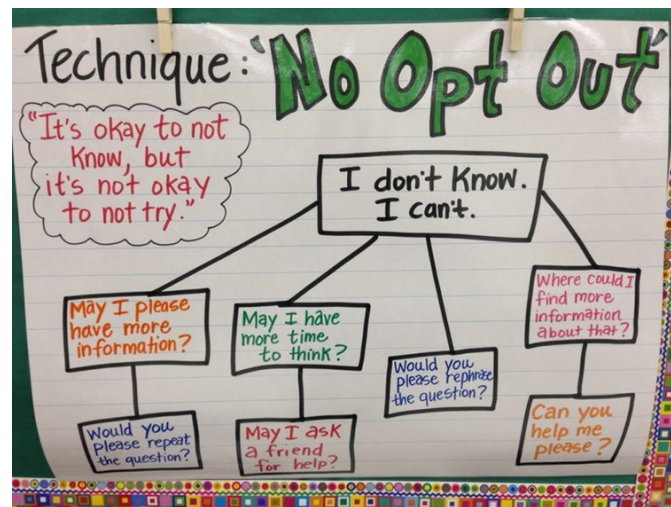 Technique: "No Opt Out"
"It's okay to not
know, but
it's not okay
to not try."
I don't know.
I can't.
May I please
have more
information?
Would you
please repeat
the question?
May I have
more time
to think?
May I ask
a friend
for help?
Would you
please rephrase
the question?
Where could I
find more
information
about that?
Can you
help me
please?